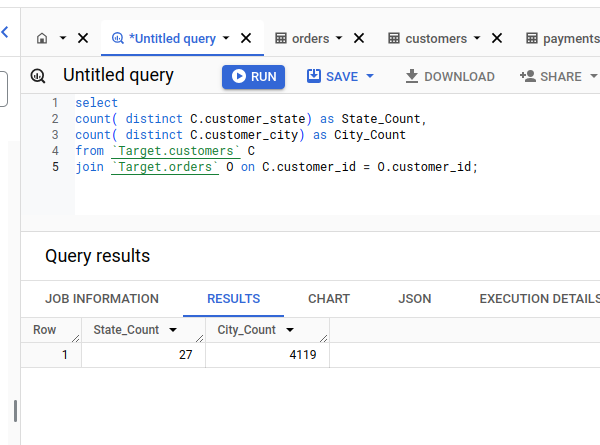 *Untitled query
orders
customers
payments
Untitled query
RUN
SAVE
DOWNLOAD
SHARE
1 select
2 count( distinct C.customer_state) as State_Count,
3 count( distinct C.customer_city) as City_Count
4 from `Target.customers` C
5 join `Target.orders` O on C.customer_id = O.customer_id;
Query results
JOB INFORMATION RESULTS CHART JSON EXECUTION DETAILS
Row State_Count City_Count
1 27 4119